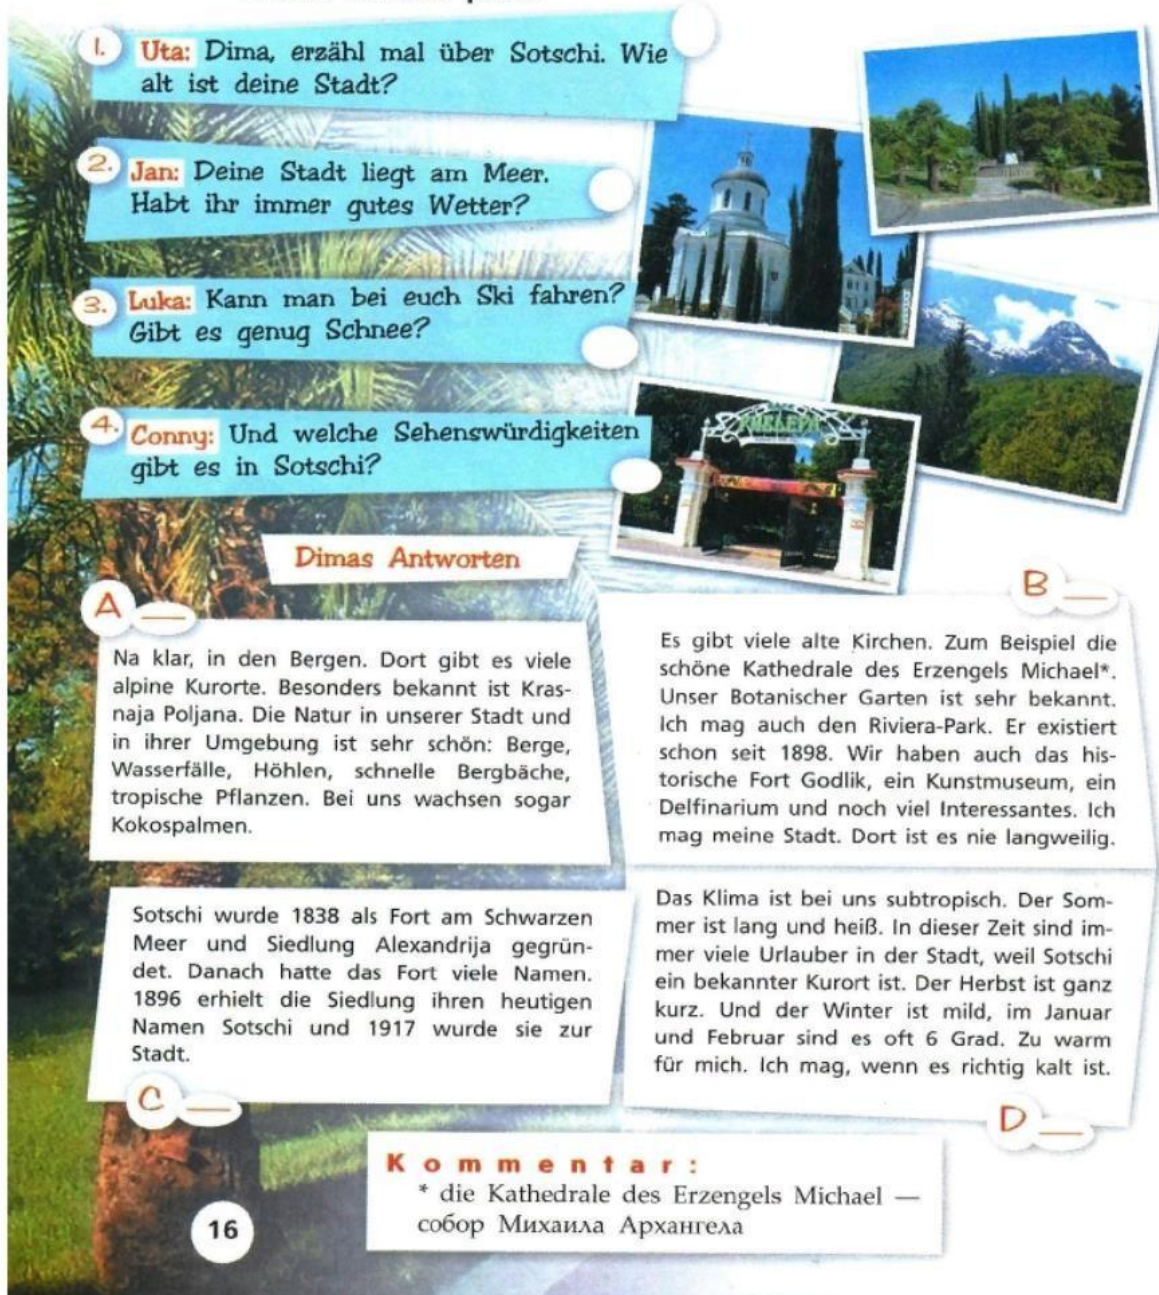 1. Uta: Dima, erzähl mal über Sotschi. Wie
alt ist deine Stadt?
2. Jan: Deine Stadt liegt am Meer.
Habt ihr immer gutes Wetter?
3. Luka: Kann man bei euch Ski fahren?
Gibt es genug Schnee?
4. Conny: Und welche Sehenswürdigkeiten
gibt es in Sotschi?
РИВЬЕРА
Dimas Antworten
A __
Na klar, in den Bergen. Dort gibt es viele
alpine Kurorte. Besonders bekannt ist Kras-
naja Poljana. Die Natur in unserer Stadt und
in ihrer Umgebung ist sehr schön: Berge,
Wasserfälle, Höhlen, schnelle Bergbäche,
tropische Pflanzen. Bei uns wachsen sogar
Kokospalmen.
B __
Es gibt viele alte Kirchen. Zum Beispiel die
schöne Kathedrale des Erzengels Michael*.
Unser Botanischer Garten ist sehr bekannt.
Ich mag auch den Riviera-Park. Er existiert
schon seit 1898. Wir haben auch das his-
torische Fort Godlik, ein Kunstmuseum, ein
Delfinarium und noch viel Interessantes. Ich
mag meine Stadt. Dort ist es nie langweilig.
Sotschi wurde 1838 als Fort am Schwarzen
Meer und Siedlung Alexandrija gegrün-
det. Danach hatte das Fort viele Namen.
1896 erhielt die Siedlung ihren heutigen
Namen Sotschi und 1917 wurde sie zur
Stadt.
C __
Das Klima ist bei uns subtropisch. Der Som-
mer ist lang und heiß. In dieser Zeit sind im-
mer viele Urlauber in der Stadt, weil Sotschi
ein bekannter Kurort ist. Der Herbst ist ganz
kurz. Und der Winter ist mild, im Januar
und Februar sind es oft 6 Grad. Zu warm
für mich. Ich mag, wenn es richtig kalt ist.
D __
Kommentar:
* die Kathedrale des Erzengels Michael —
собор Михаила Архангела
16